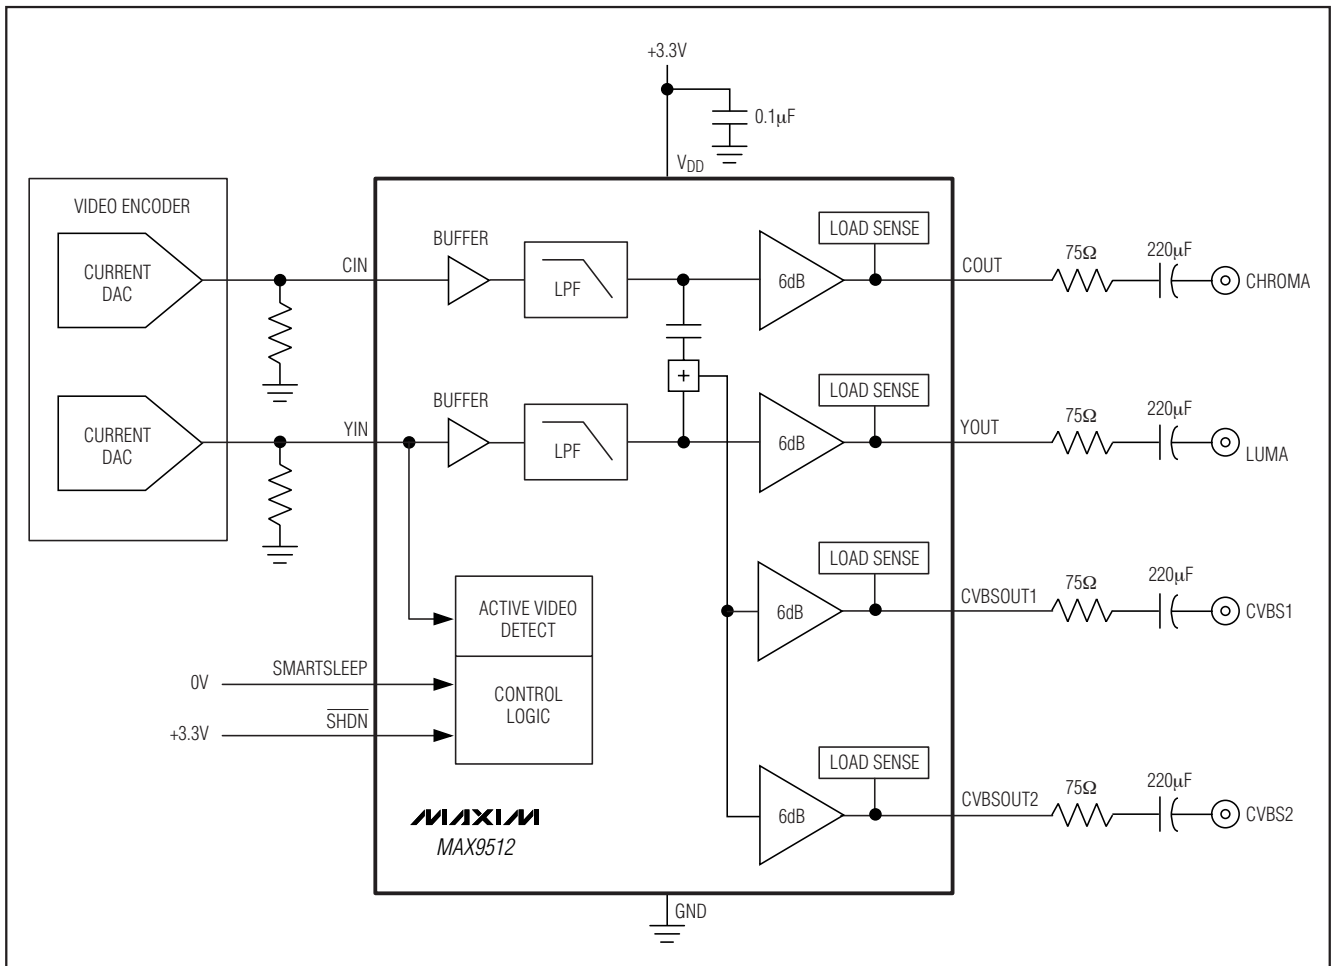 +3.3V
0.1µF
VDD
VIDEO ENCODER
CURRENT
DAC
CIN
BUFFER
LPF
6dB
LOAD SENSE
COUT
75Ω
220µF
CHROMA
+
CURRENT
DAC
YIN
BUFFER
LPF
6dB
LOAD SENSE
YOUT
75Ω
220µF
LUMA
6dB
LOAD SENSE
CVBSOUT1
75Ω
220µF
CVBS1
ACTIVE VIDEO
DETECT
0V
SMARTSLEEP
CONTROL
LOGIC
+3.3V
SHDN
6dB
LOAD SENSE
CVBSOUT2
75Ω
220µF
CVBS2
MAXIM
MAX9512
GND